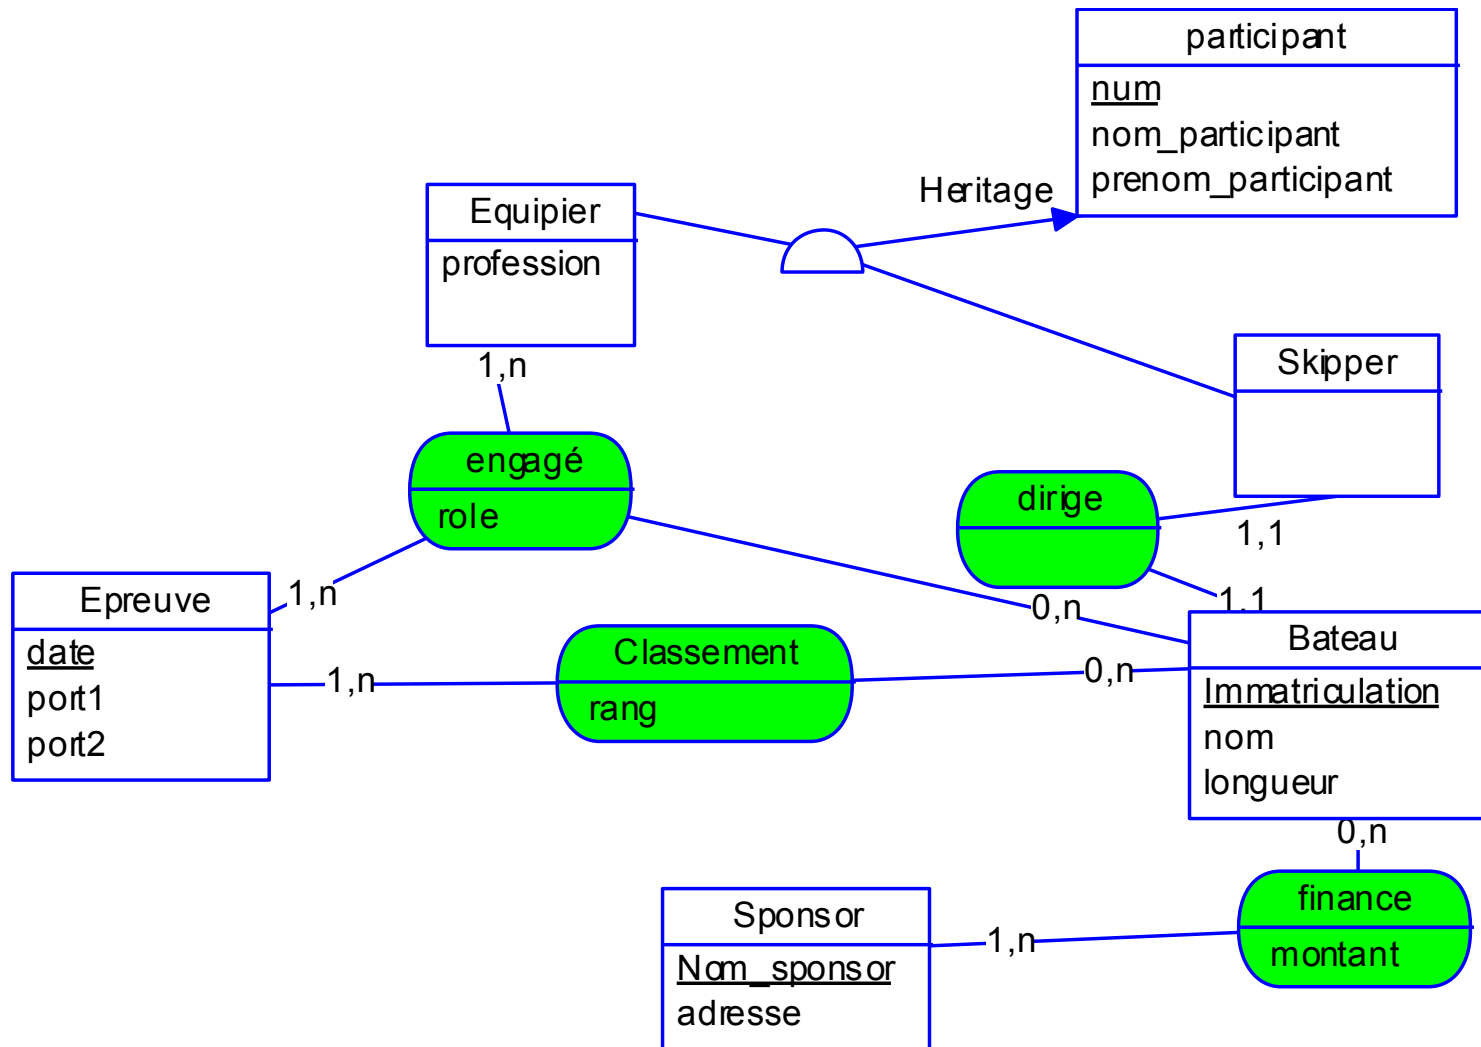 participant
num
nom_participant
prenom_participant
Heritage
Equipier
profession
Skipper
1,n
engagé
role
dirige
1,1
1,1
1,n
0,n
Epreuve
date
port1
port2
Classement
rang
1,n
0,n
Bateau
Immatriculation
nom
longueur
0,n
finance
montant
1,n
Sponsor
Nom_sponsor
adresse